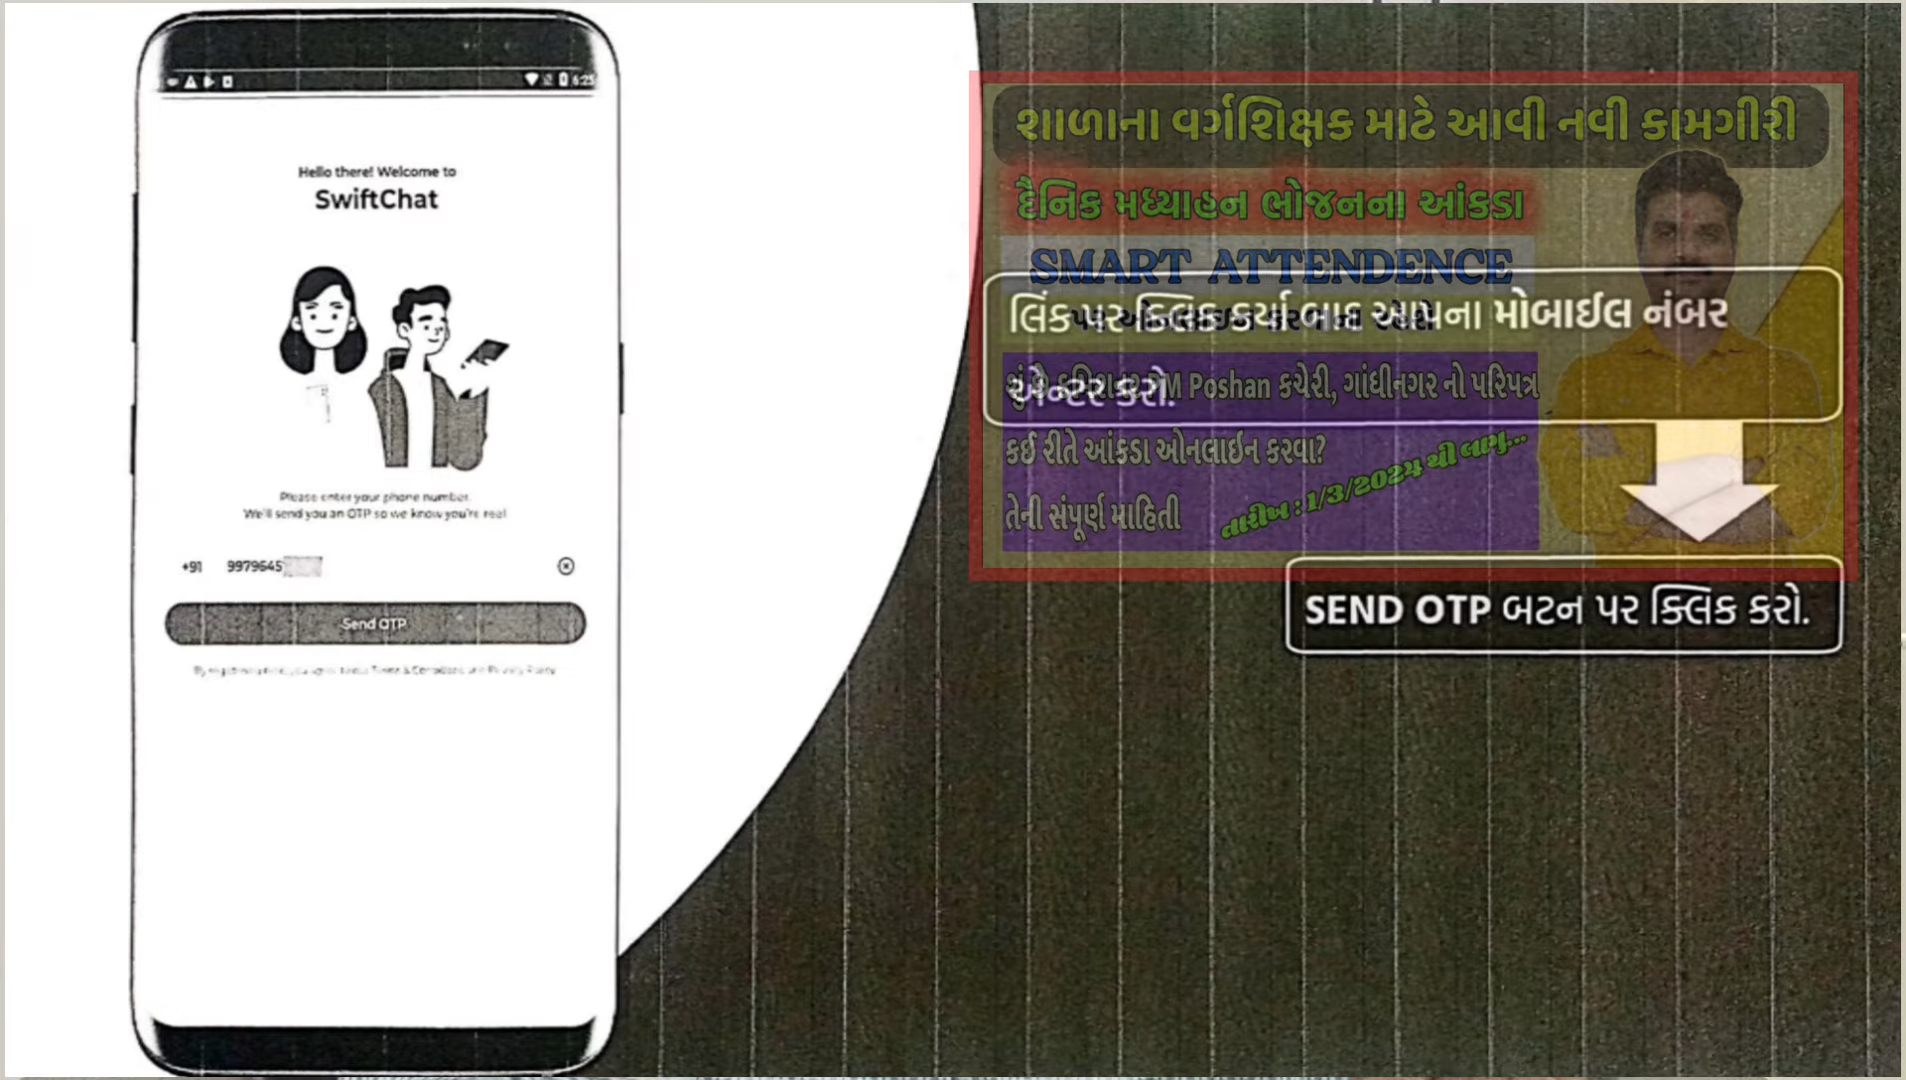 6:25
Hello there! Welcome to
SwiftChat
Please enter your phone number.
We'll send you an OTP so we know you're real
+91 9979645
Send OTP
શાળાના વર્ગશિક્ષક માટે આવી નવી કામગીરી
દૈનિક મધ્યાહન ભોજનના આંકડા
SMART ATTENDENCE
લિંક પર ક્લિક કર્યા બાદ આપના મોબાઈલ નંબર
એન્ટર કરો.
Poshan કચેરી, ગાંધીનગર નો પરિપત્ર
કઈ રીતે આંકડા ઓનલાઈન કરવા?
તેની સંપૂર્ણ માહિતી
તારીખ : 1/3/2024 થી લાગુ...
SEND OTP બટન પર ક્લિક કરો.